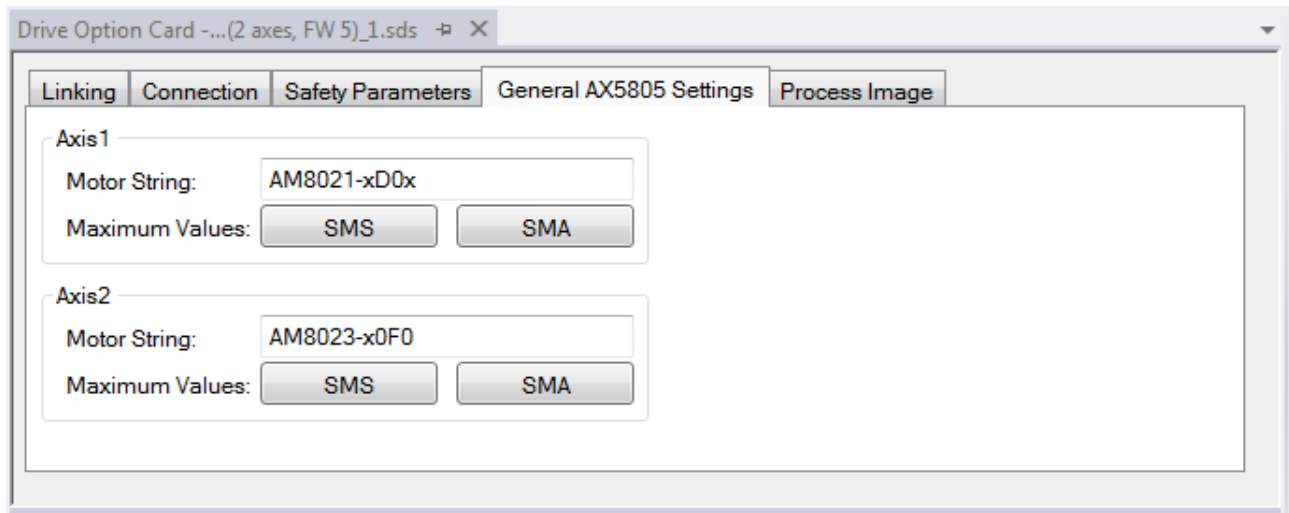 Drive Option Card -...(2 axes, FW 5)_1.sds
Linking Connection Safety Parameters General AX5805 Settings Process Image
Axis1
Motor String: AM8021-xD0x
Maximum Values: SMS SMA
Axis2
Motor String: AM8023-x0F0
Maximum Values: SMS SMA